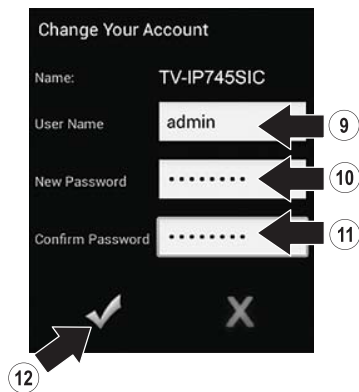 Change Your Account
Name: TV-IP745SIC
User Name admin 9
New Password •••••••• 10
Confirm Password •••••••• 11
X
12